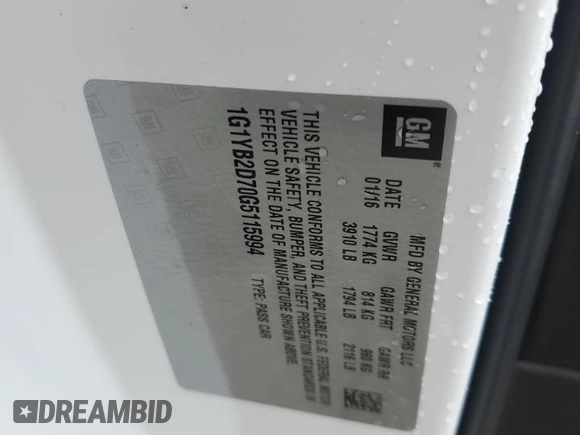 GM
MFD BY GENERAL MOTORS LLC
DATE GVWR GAWR FRT GAWR RR
01/16 1774 KG 814 KG 960 KG
3910 LB 1794 LB 2116 LB
THIS VEHICLE CONFORMS TO ALL APPLICABLE U.S. FEDERAL MOTOR
VEHICLE SAFETY, BUMPER, AND THEFT PREVENTION STANDARDS IN
EFFECT ON THE DATE OF MANUFACTURE SHOWN ABOVE.
1G1YB2D70G5115994 TYPE: PASS CAR
DREAMBID